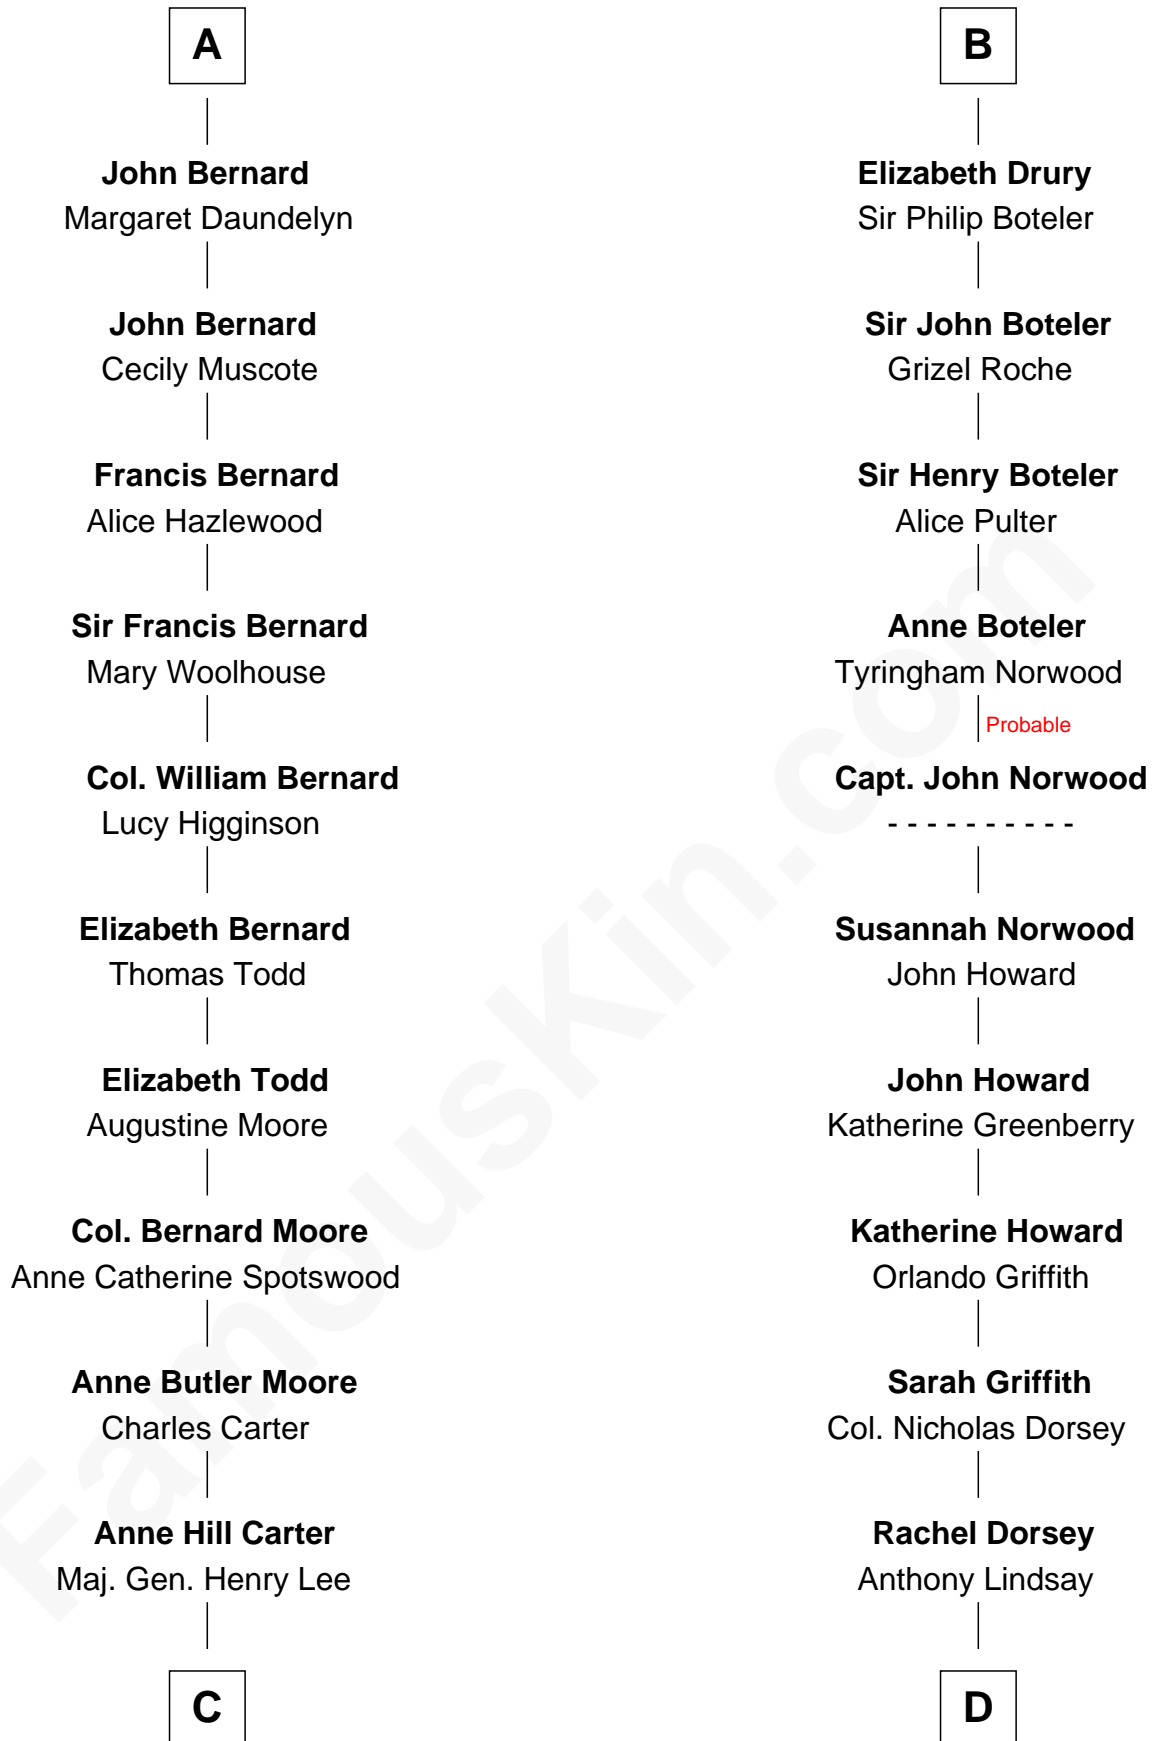 A
John Bernard
Margaret Daundelyn
John Bernard
Cecily Muscote
Francis Bernard
Alice Hazlewood
Sir Francis Bernard
Mary Woolhouse
Col. William Bernard
Lucy Higginson
Elizabeth Bernard
Thomas Todd
Elizabeth Todd
Augustine Moore
Col. Bernard Moore
Anne Catherine Spotswood
Anne Butler Moore
Charles Carter
Anne Hill Carter
Maj. Gen. Henry Lee
C
B
Elizabeth Drury
Sir Philip Boteler
Sir John Boteler
Grizel Roche
Sir Henry Boteler
Alice Pulter
Anne Boteler
Tyringham Norwood
Probable
Capt. John Norwood
- - - - - - - - - -
Susannah Norwood
John Howard
John Howard
Katherine Greenberry
Katherine Howard
Orlando Griffith
Sarah Griffith
Col. Nicholas Dorsey
Rachel Dorsey
Anthony Lindsay
D
FamousKin.com